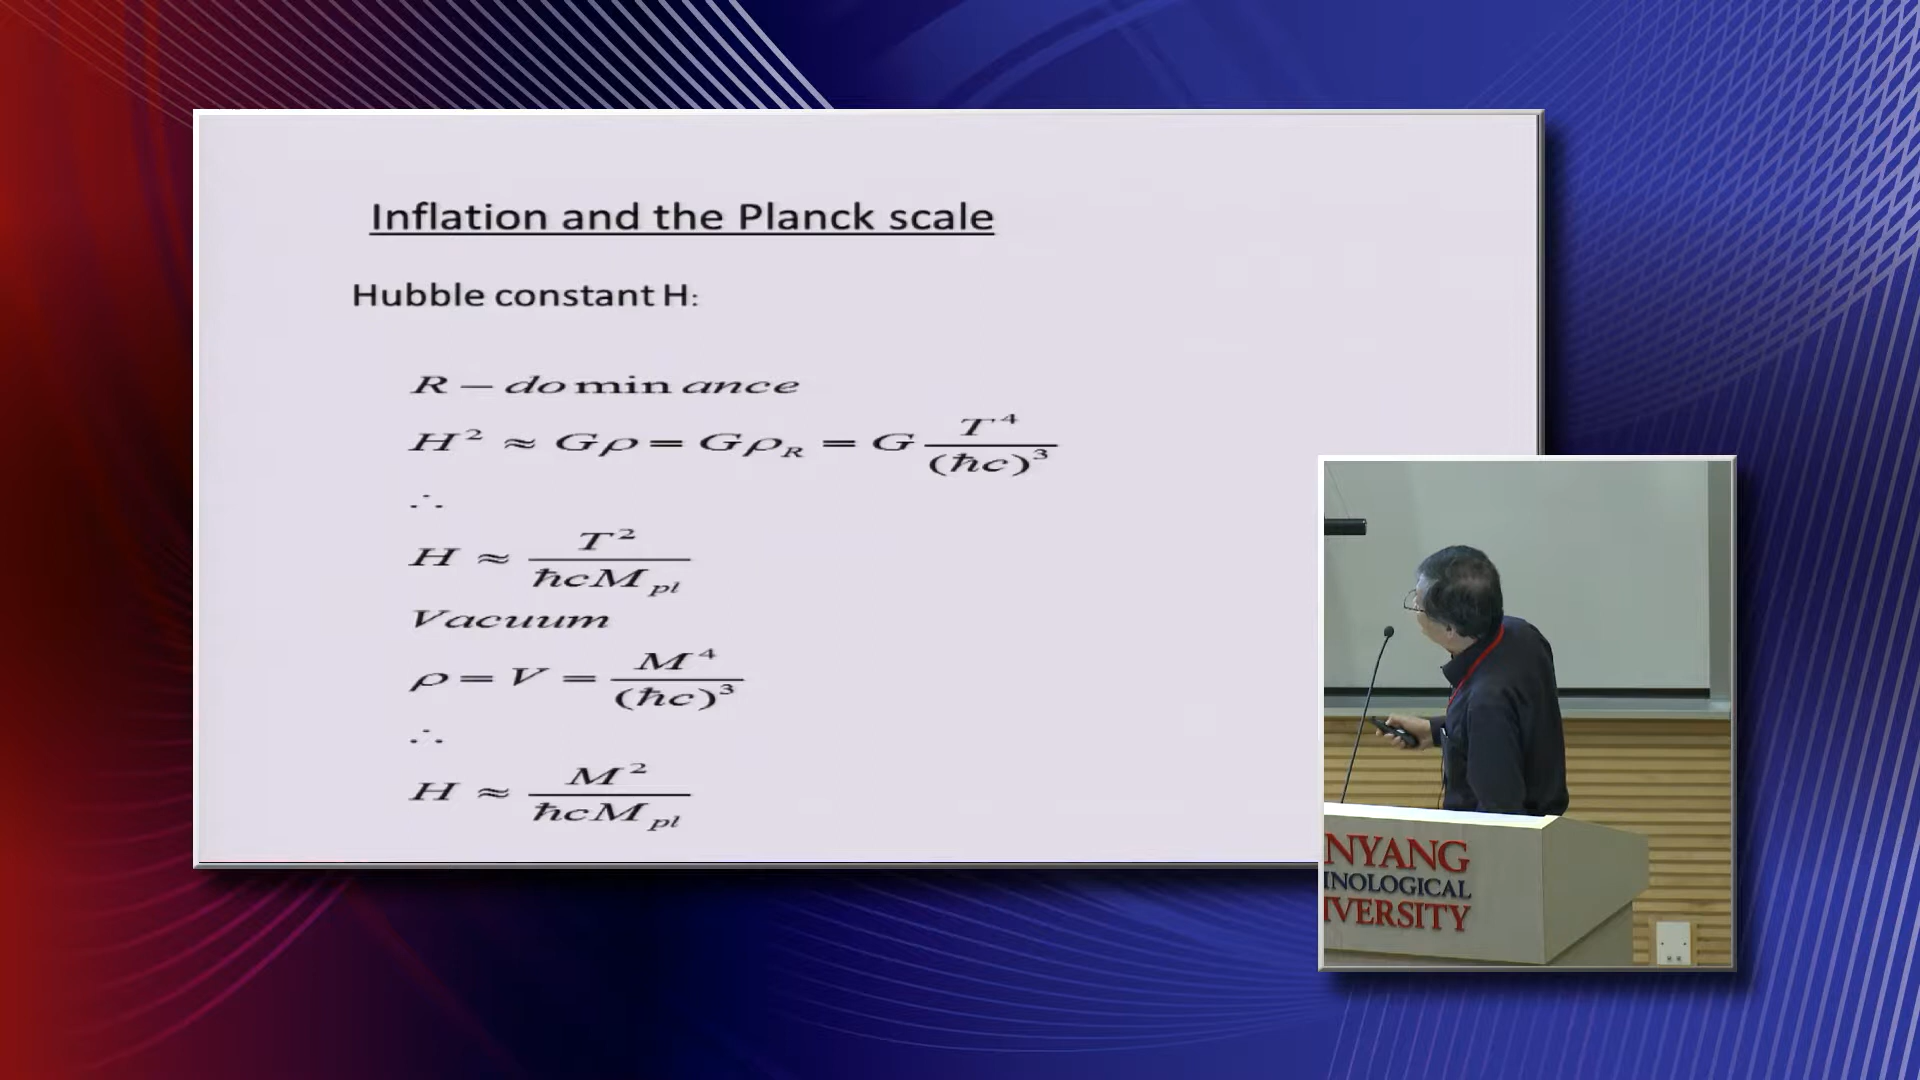 Inflation and the Planck scale
Hubble constant H:
R − do min ance
H² ≈ Gρ = Gρ_R = G T⁴/(ħc)³
∴
H ≈ T²/(ħcM_pl)
Vacuum
ρ = V = M⁴/(ħc)³
∴
H ≈ M²/(ħcM_pl)
NYANG
INOLOGICAL
IVERSITY